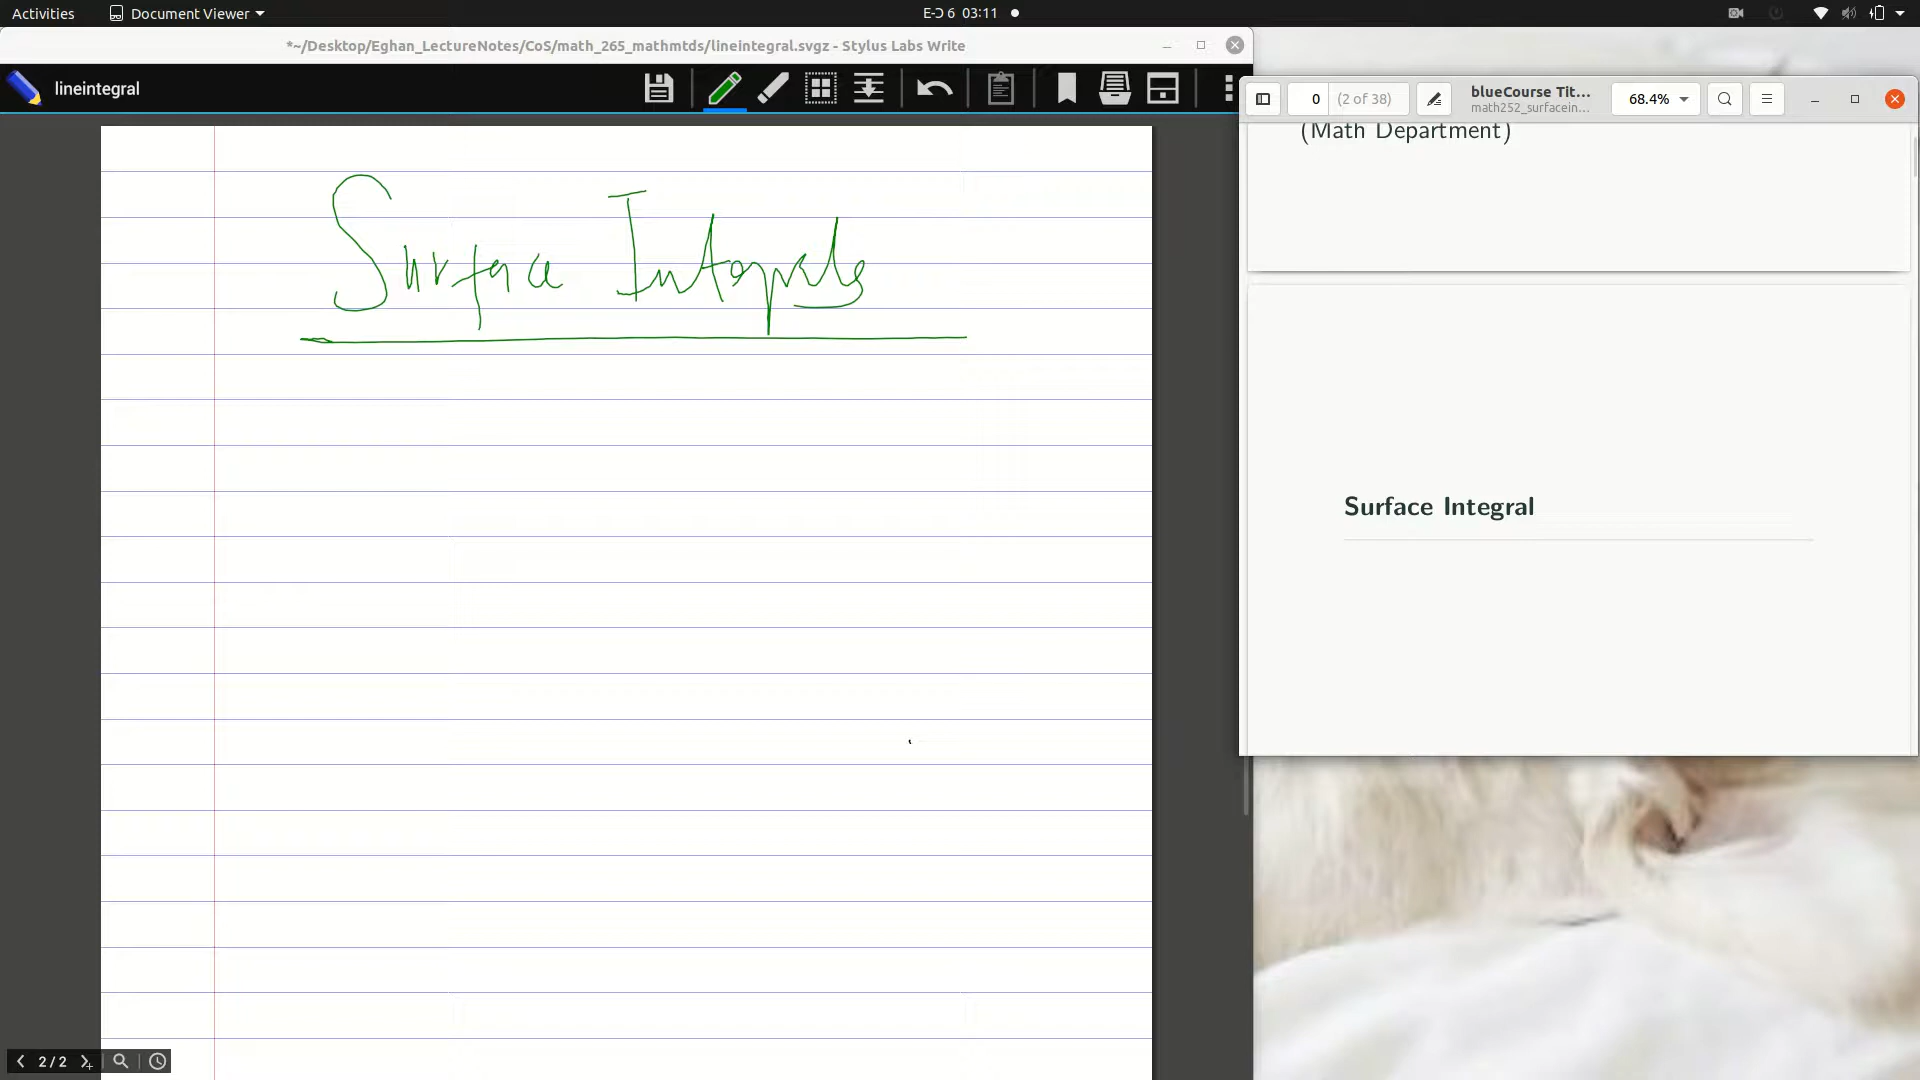 Activities Document Viewer E-Ɔ 6 03:11
*~/Desktop/Eghan_LectureNotes/CoS/math_265_mathmtds/lineintegral.svgz - Stylus Labs Write
lineintegral
Surface Integrals
2/2
0 (2 of 38) blueCourse Tit... 68.4%
math252_surfacein...
(Math Department)
Surface Integral